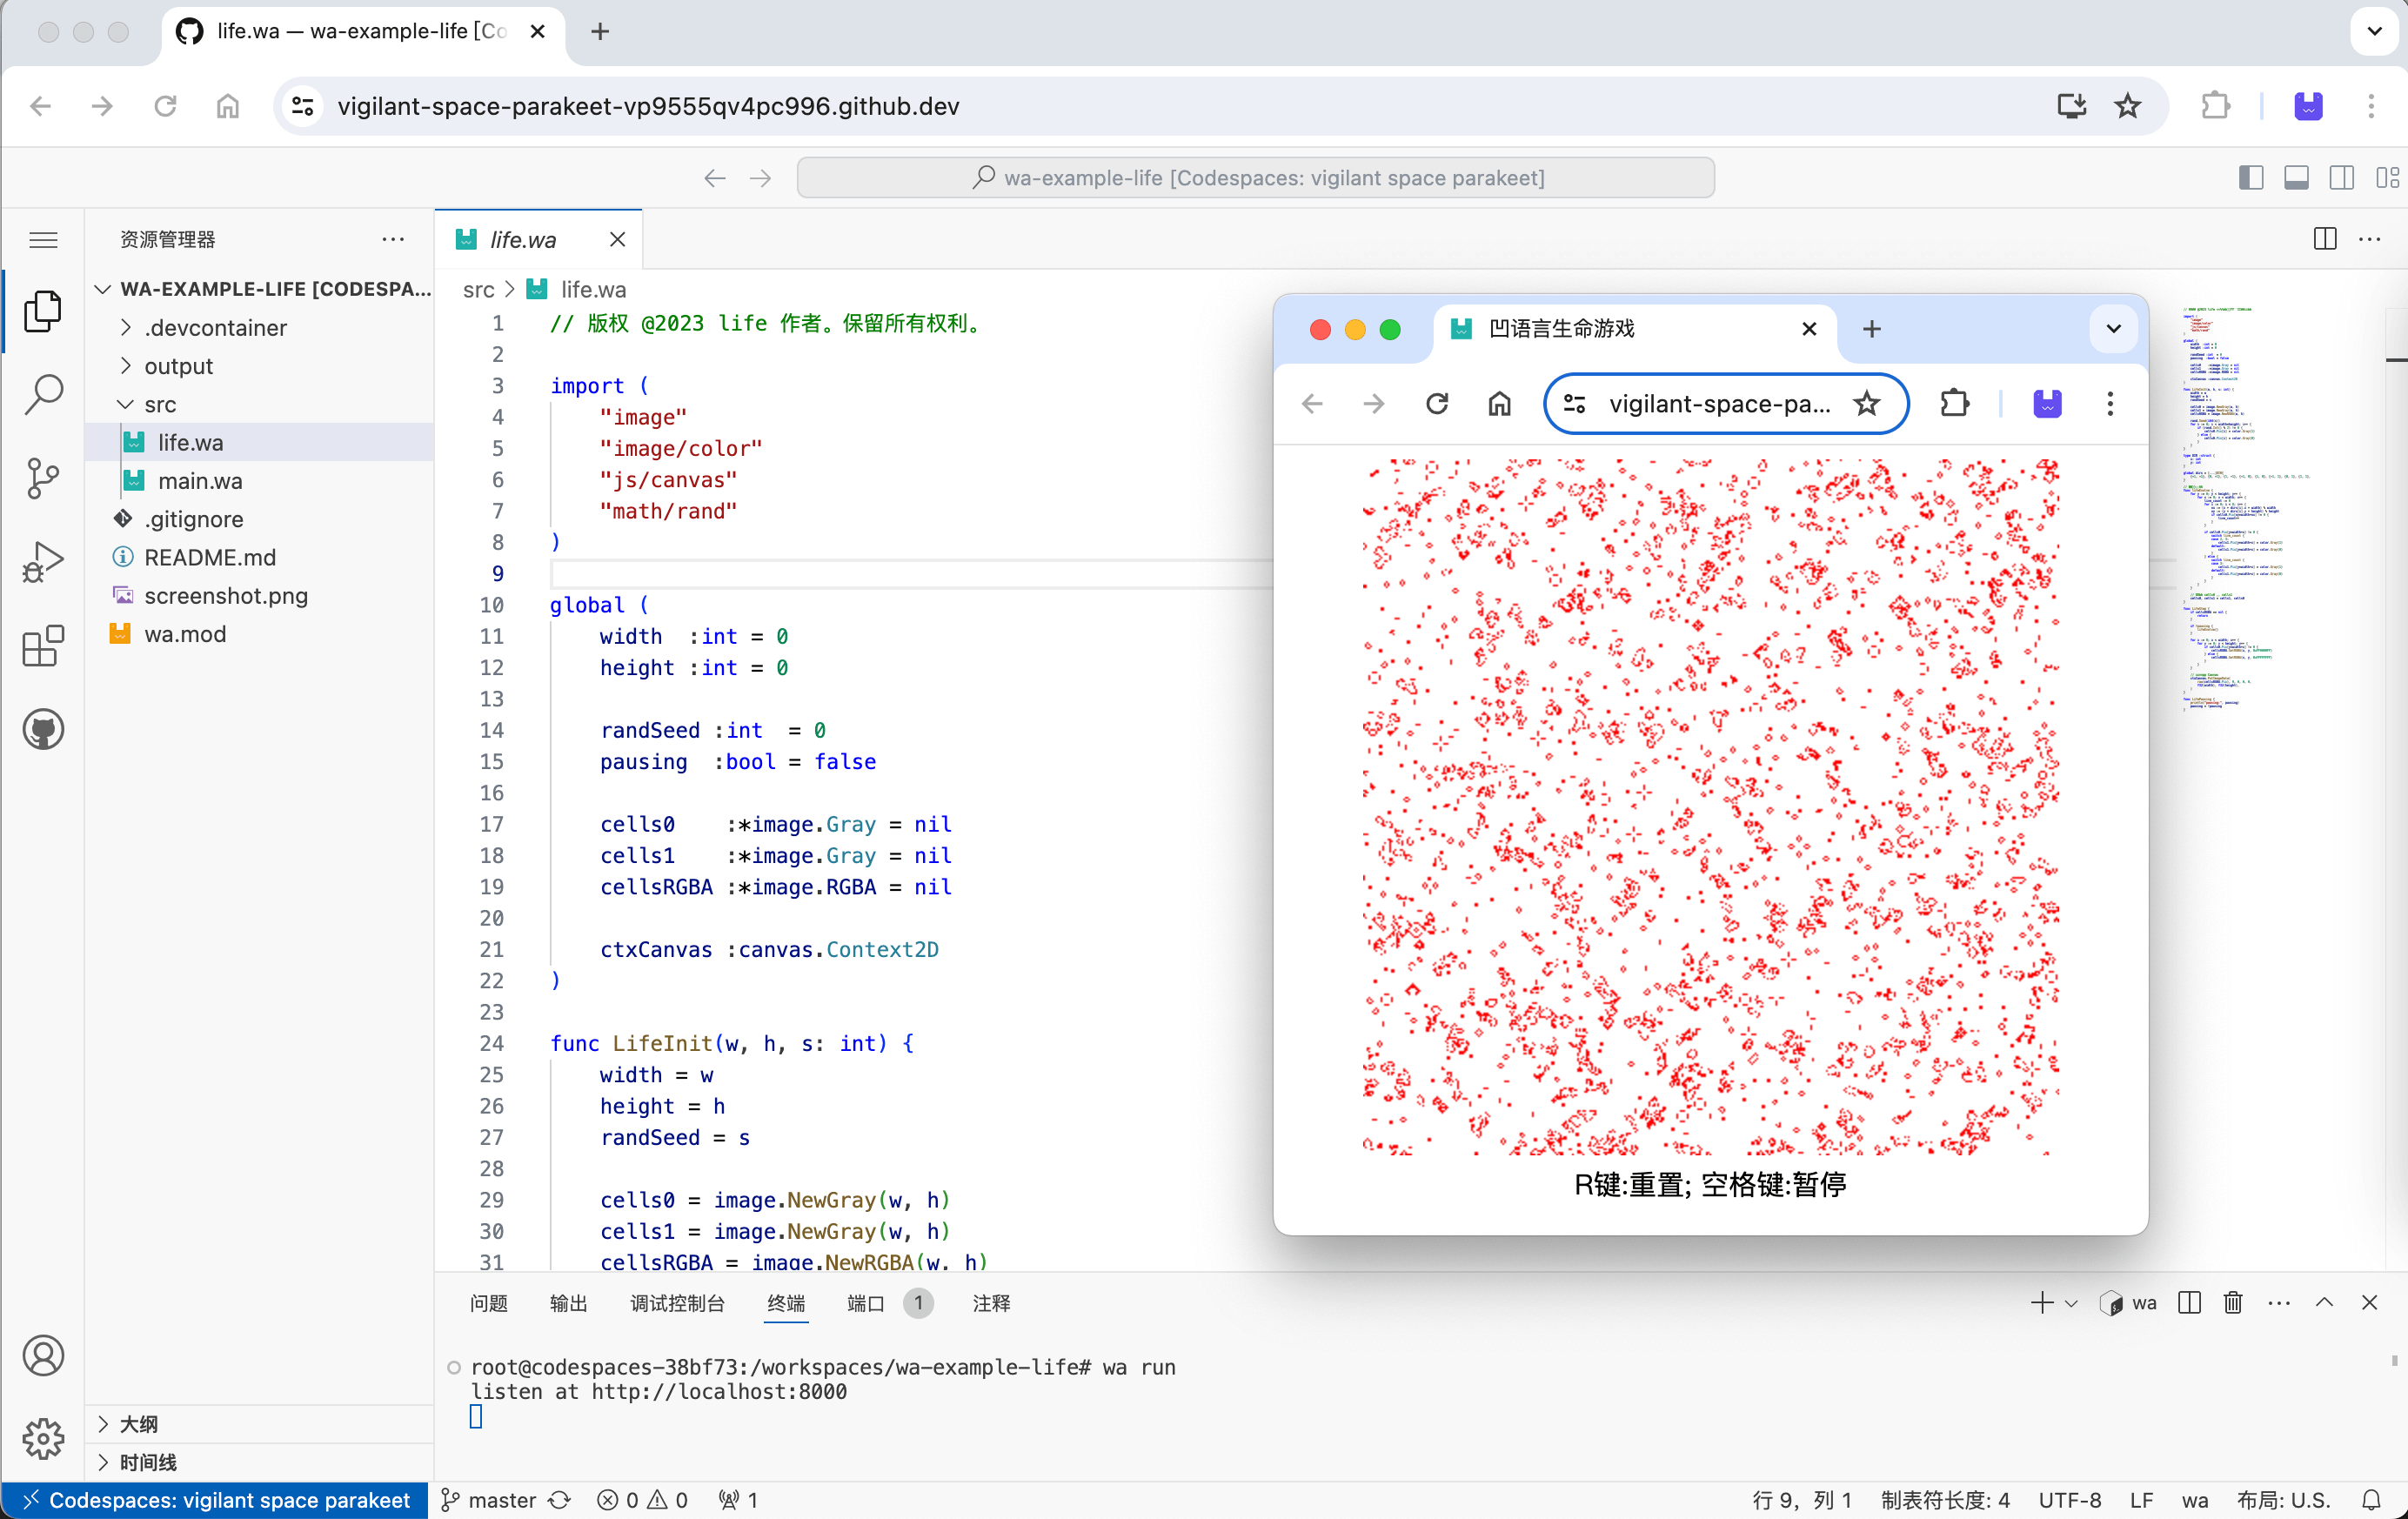 life.wa — wa-example-life [Co
vigilant-space-parakeet-vp9555qv4pc996.github.dev
wa-example-life [Codespaces: vigilant space parakeet]
资源管理器
WA-EXAMPLE-LIFE [CODESPA...
.devcontainer
output
src
life.wa
main.wa
.gitignore
README.md
screenshot.png
wa.mod
大纲
时间线
life.wa
src > life.wa
1 // 版权 @2023 life 作者。保留所有权利。
2
3 import (
4 "image"
5 "image/color"
6 "js/canvas"
7 "math/rand"
8 )
9
10 global (
11 width :int = 0
12 height :int = 0
13
14 randSeed :int = 0
15 pausing :bool = false
16
17 cells0 :*image.Gray = nil
18 cells1 :*image.Gray = nil
19 cellsRGBA :*image.RGBA = nil
20
21 ctxCanvas :canvas.Context2D
22 )
23
24 func LifeInit(w, h, s: int) {
25 width = w
26 height = h
27 randSeed = s
28
29 cells0 = image.NewGray(w, h)
30 cells1 = image.NewGray(w, h)
31 cellsRGBA = image.NewRGBA(w, h)
凹语言生命游戏
vigilant-space-pa...
R键:重置; 空格键:暂停
问题 输出 调试控制台 终端 端口 1 注释
wa
root@codespaces-38bf73:/workspaces/wa-example-life# wa run
listen at http://localhost:8000
Codespaces: vigilant space parakeet master 0 0 1
行 9，列 1 制表符长度: 4 UTF-8 LF wa 布局: U.S.